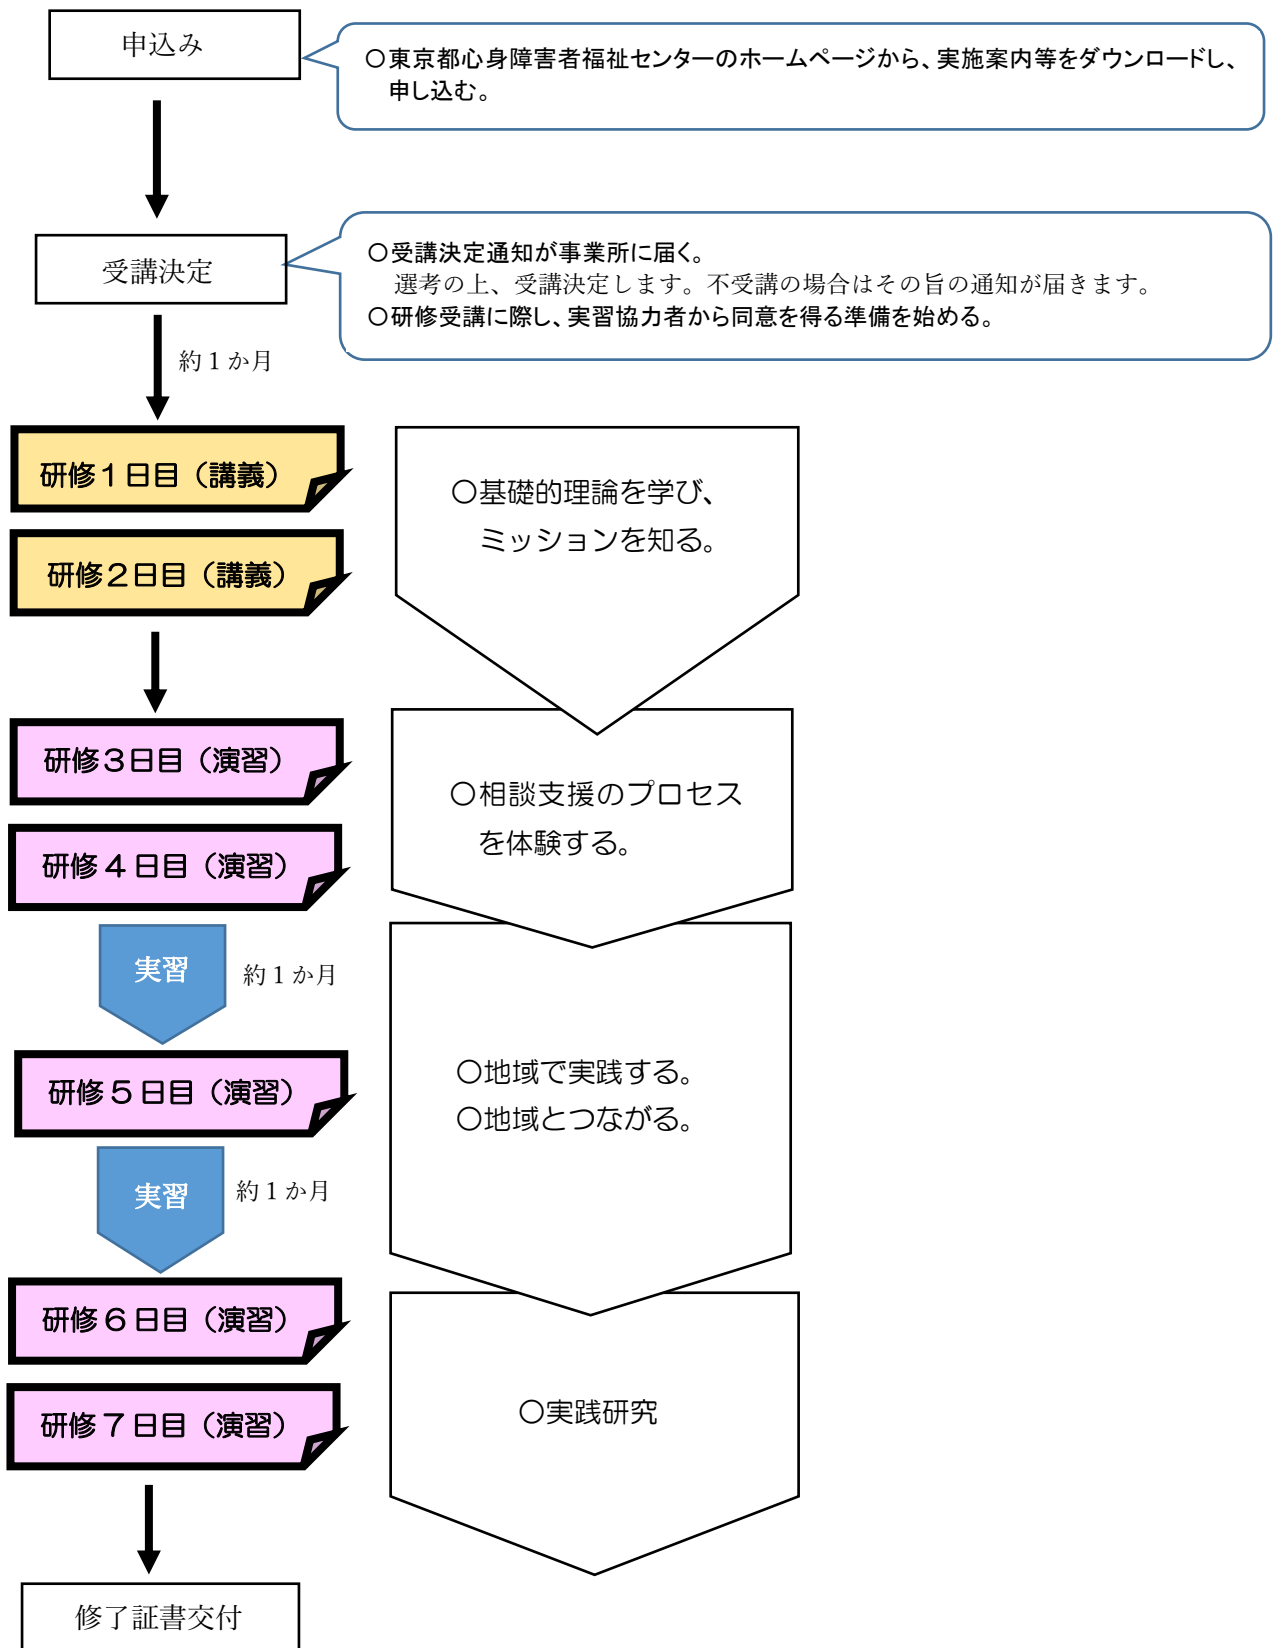 申込み
〇東京都心身障害者福祉センターのホームページから、実施案内等をダウンロードし、
申し込む。
受講決定
〇受講決定通知が事業所に届く。
選考の上、受講決定します。不受講の場合はその旨の通知が届きます。
〇研修受講に際し、実習協力者から同意を得る準備を始める。
約１か月
研修１日目（講義）
研修２日目（講義）
〇基礎的理論を学び、
ミッションを知る。
研修３日目（演習）
研修４日目（演習）
〇相談支援のプロセス
を体験する。
実習
約１か月
研修５日目（演習）
〇地域で実践する。
〇地域とつながる。
実習
約１か月
研修６日目（演習）
研修７日目（演習）
〇実践研究
修了証書交付